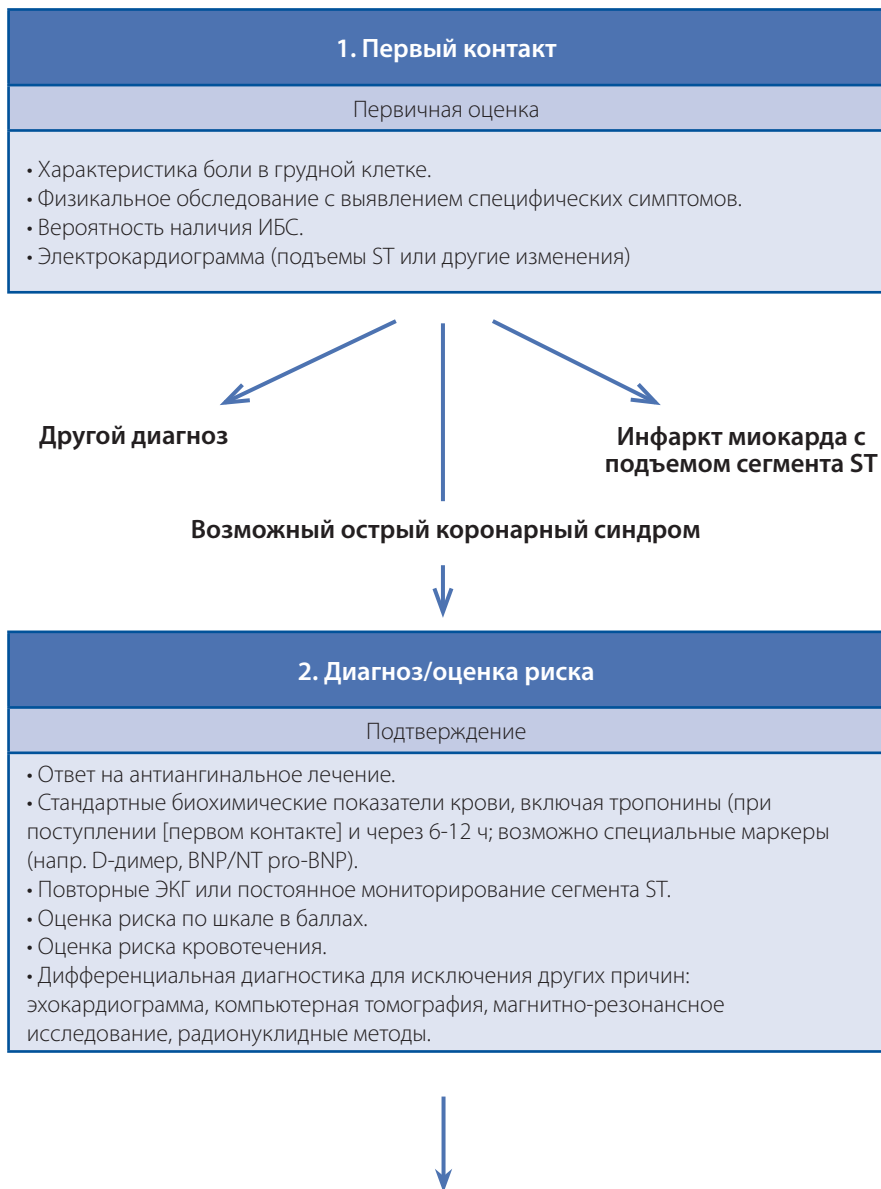 1. Первый контакт
Первичная оценка
• Характеристика боли в грудной клетке.
• Физикальное обследование с выявлением специфических симптомов.
• Вероятность наличия ИБС.
• Электрокардиограмма (подъемы ST или другие изменения)
Другой диагноз
Инфаркт миокарда с
подъемом сегмента ST
Возможный острый коронарный синдром
2. Диагноз/оценка риска
Подтверждение
• Ответ на антиангинальное лечение.
• Стандартные биохимические показатели крови, включая тропонины (при
поступлении [первом контакте] и через 6-12 ч; возможно специальные маркеры
(напр. D-димер, BNP/NT pro-BNP).
• Повторные ЭКГ или постоянное мониторирование сегмента ST.
• Оценка риска по шкале в баллах.
• Оценка риска кровотечения.
• Дифференциальная диагностика для исключения других причин:
эхокардиограмма, компьютерная томография, магнитно-резонансное
исследование, радионуклидные методы.